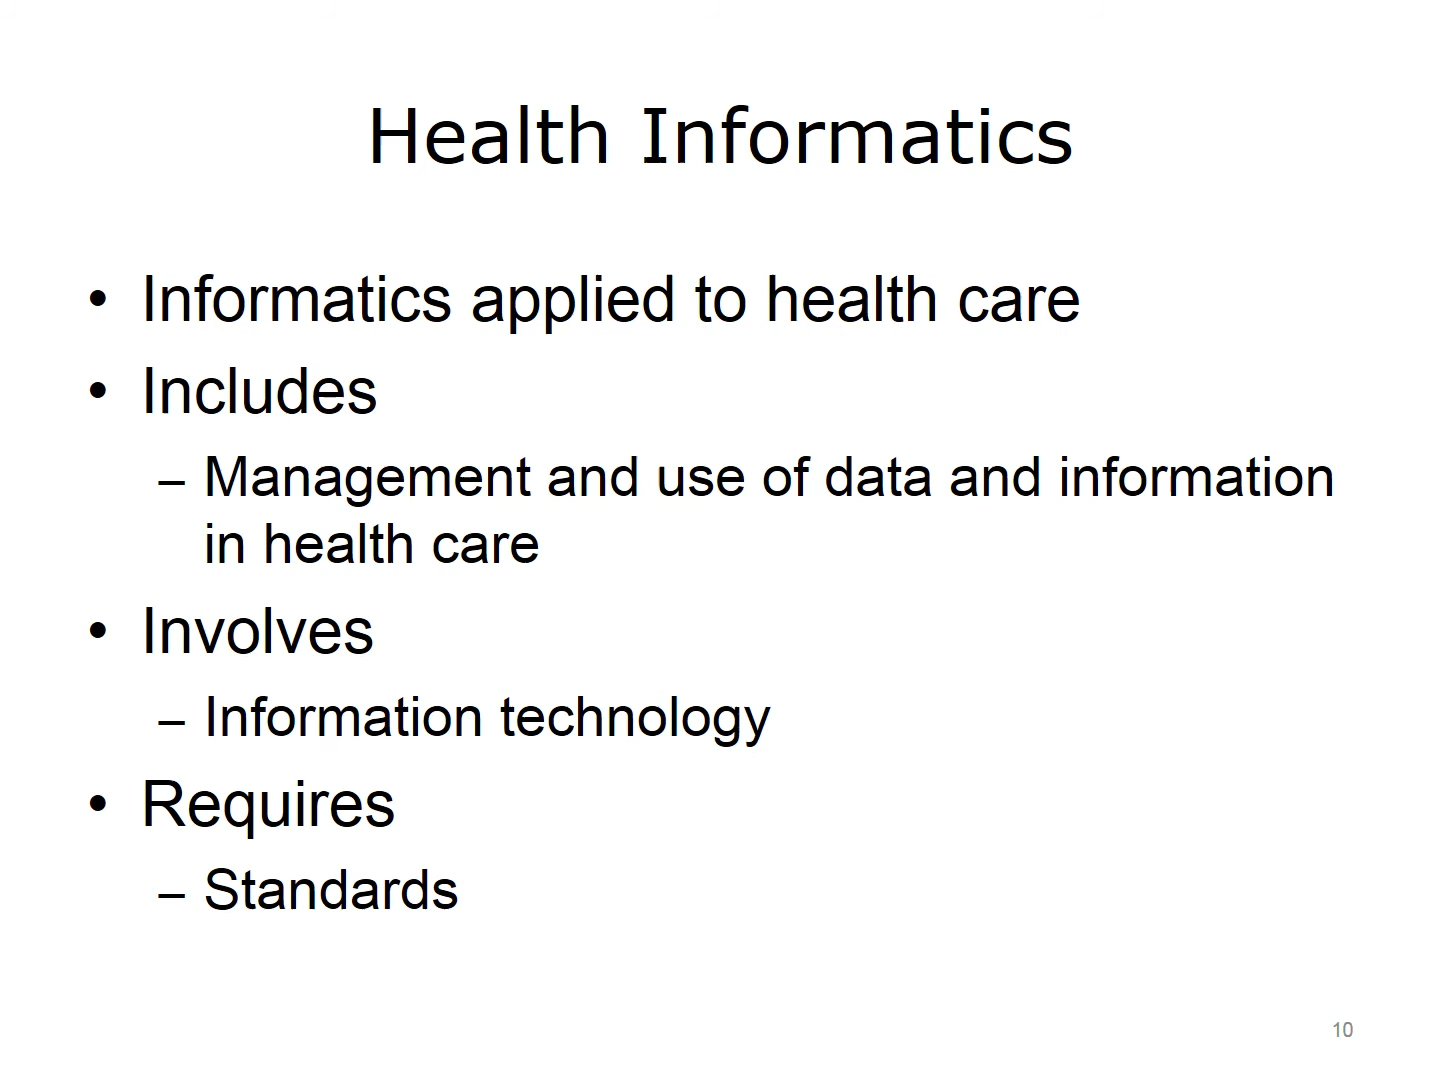 Health Informatics
• Informatics applied to health care
• Includes
– Management and use of data and information
in health care
• Involves
– Information technology
• Requires
– Standards
10